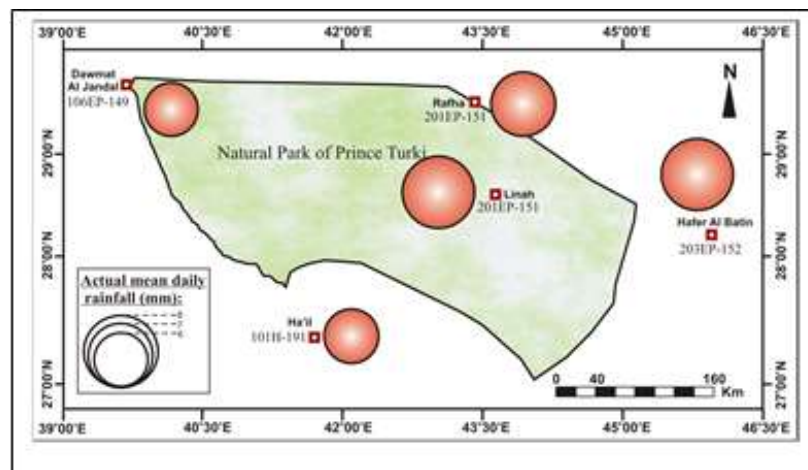 39°00'E 40°30'E 42°00'E 43°30'E 45°00'E 46°30'E
Dawmat
Al Jandal
106EP-149
Rafha
201EP-151
N
29°00'N
29°00'N
Natural Park of Prince Turki
Linah
201EP-151
Hafer Al Batin
203EP-152
28°00'N
28°00'N
Actual mean daily
rainfall (mm):
Ha'il
101H-191
0 40 160
Km
27°00'N
27°00'N
39°00'E 40°30'E 42°00'E 43°30'E 45°00'E 46°30'E